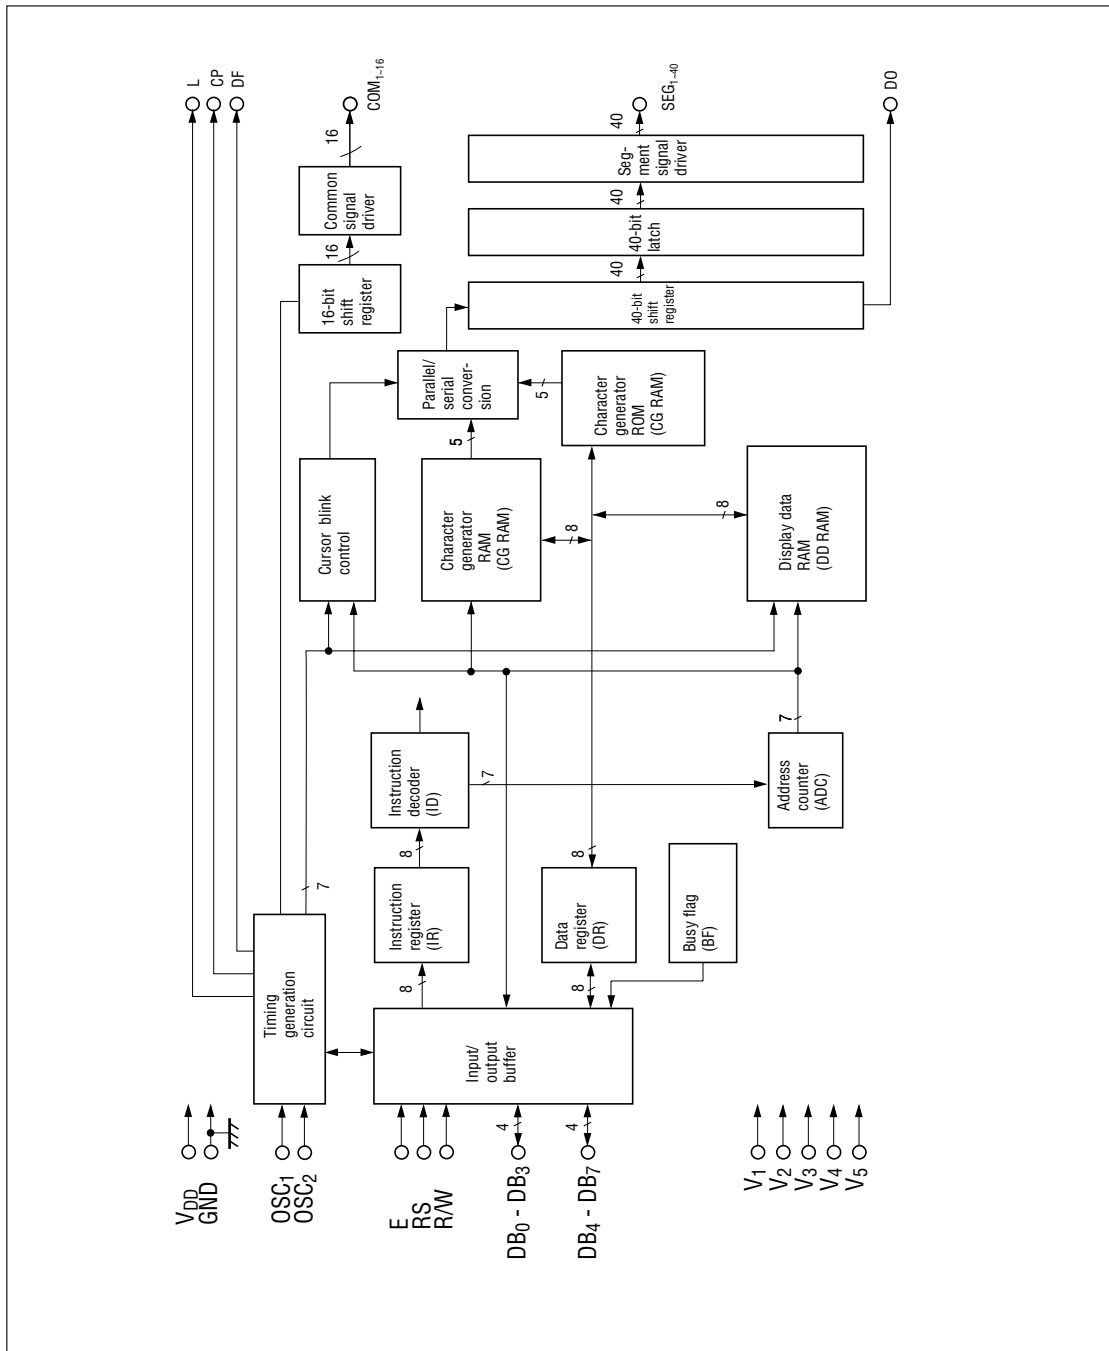 L
CP
DF
COM1~16
SEG1~40
DO
16
40
Common
signal
driver
Seg-
ment
signal
driver
16
40
40-bit
latch
16-bit
shift
register
40
40-bit
shift
register
Parallel/
serial
conver-
sion
5
5
Character
generator
ROM
(CG RAM)
Cursor blink
control
Character
generator
RAM
(CG RAM)
8
8
Display data
RAM
(DD RAM)
Instruction
decoder
(ID)
7
7
Address
counter
(ADC)
8
8
7
Instruction
register
(IR)
Data
register
(DR)
Busy flag
(BF)
8
8
Timing
generation
circuit
Input/
output
buffer
4
4
VDD
GND
OSC1
OSC2
E
RS
R/W
DB0 - DB3
DB4 - DB7
V1
V2
V3
V4
V5